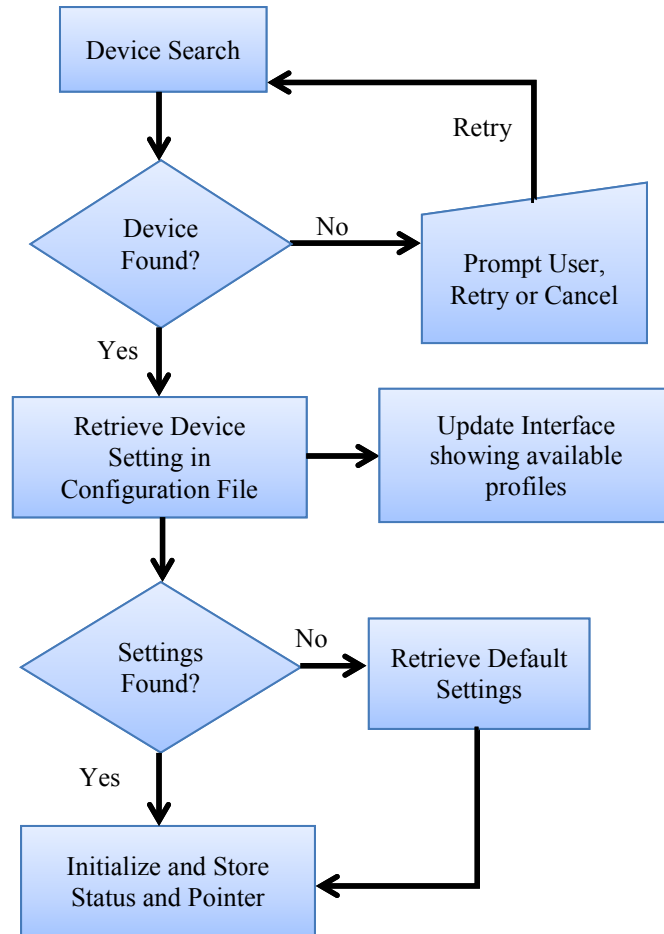 Device Search
Retry
Device
Found?
No
Prompt User,
Retry or Cancel
Yes
Retrieve Device
Setting in
Configuration File
Update Interface
showing available
profiles
Settings
Found?
No
Retrieve Default
Settings
Yes
Initialize and Store
Status and Pointer